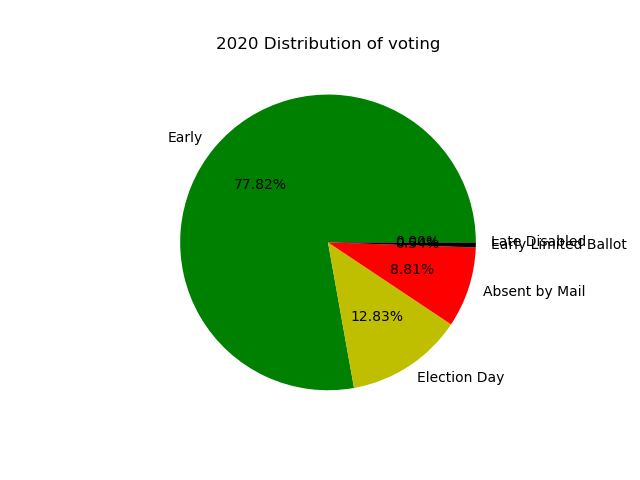 2020 Distribution of voting
Early
77.82%
Late Disabled
Early Limited Ballot
8.81%
Absent by Mail
12.83%
Election Day